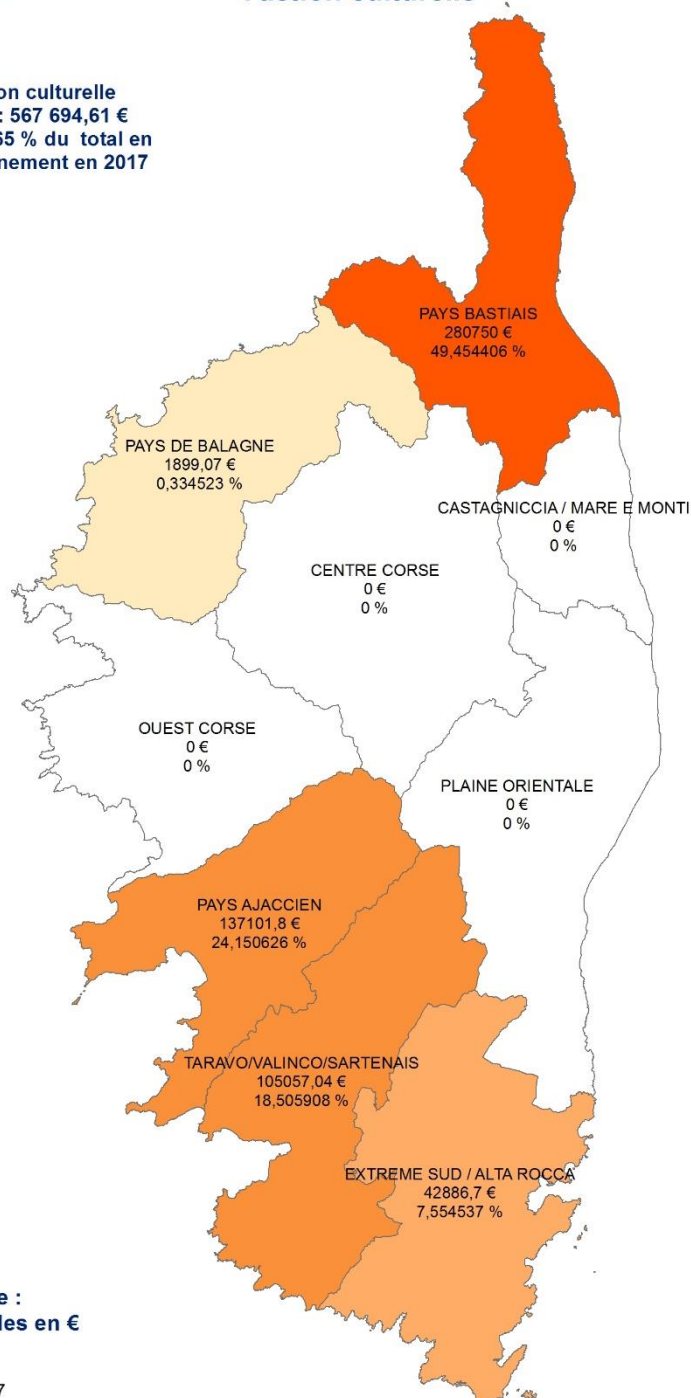 on culturelle
: 567 694,61 €
65 % du total en
nement en 2017
PAYS BASTIAIS
280750 €
49,454406 %
PAYS DE BALAGNE
1899,07 €
0,334523 %
CASTAGNICCIA / MARE E MONTI
0 €
0 %
CENTRE CORSE
0 €
0 %
OUEST CORSE
0 €
0 %
PLAINE ORIENTALE
0 €
0 %
PAYS AJACCIEN
137101,8 €
24,150626 %
TARAVO/VALINCO/SARTENAIS
105057,04 €
18,505908 %
EXTREME SUD / ALTA ROCCA
42886,7 €
7,554537 %
e :
les en €
7